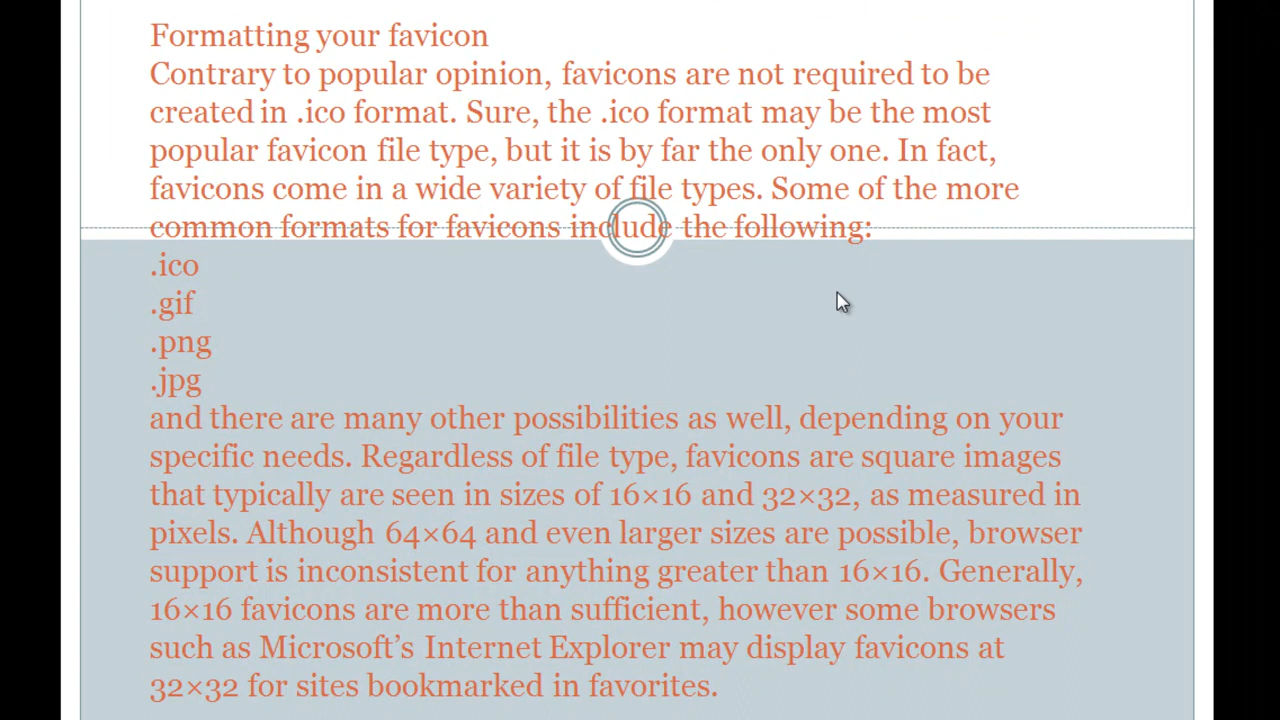 Formatting your favicon
Contrary to popular opinion, favicons are not required to be
created in .ico format. Sure, the .ico format may be the most
popular favicon file type, but it is by far the only one. In fact,
favicons come in a wide variety of file types. Some of the more
common formats for favicons include the following:
.ico
.gif
.png
.jpg
and there are many other possibilities as well, depending on your
specific needs. Regardless of file type, favicons are square images
that typically are seen in sizes of 16×16 and 32×32, as measured in
pixels. Although 64×64 and even larger sizes are possible, browser
support is inconsistent for anything greater than 16×16. Generally,
16×16 favicons are more than sufficient, however some browsers
such as Microsoft’s Internet Explorer may display favicons at
32×32 for sites bookmarked in favorites.